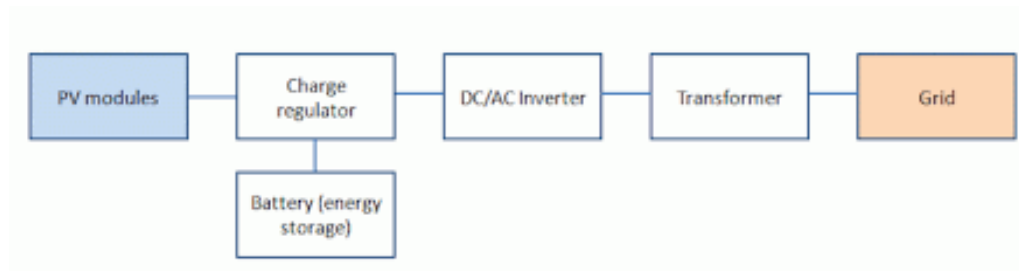 PV modules
Charge
regulator
DC/AC Inverter
Transformer
Grid
Battery (energy
storage)